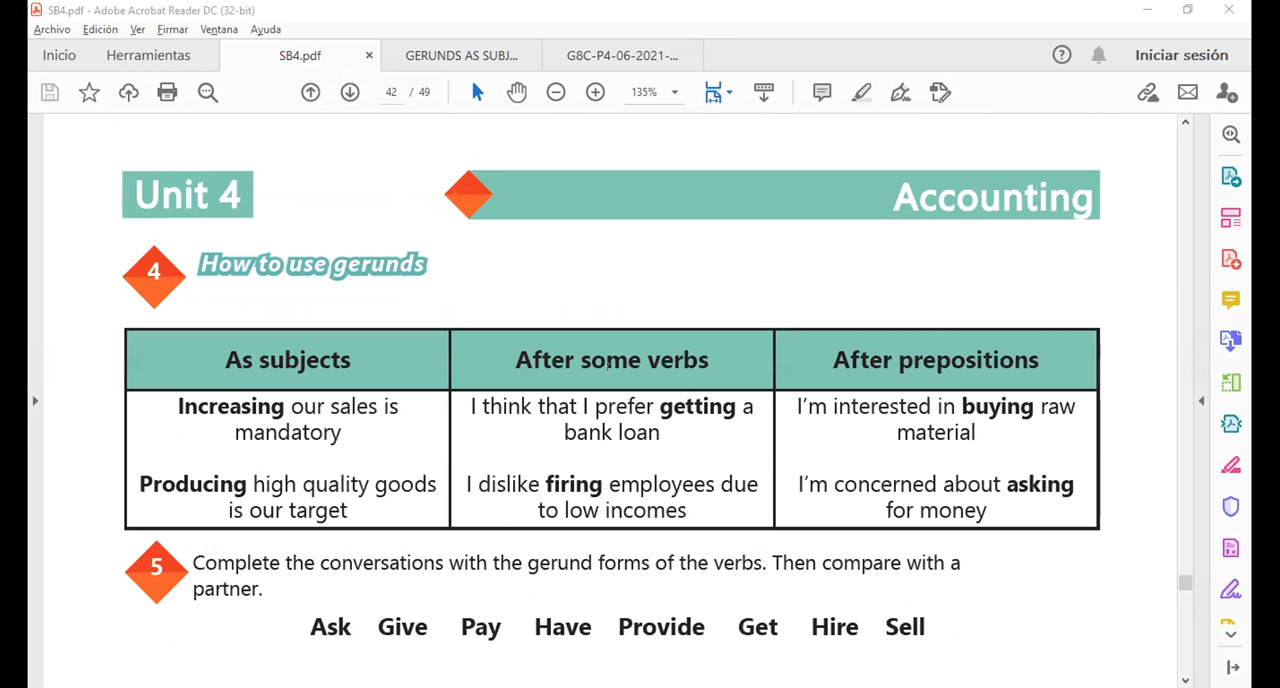 SB4.pdf - Adobe Acrobat Reader DC (32-bit)
Archivo Edición Ver Firmar Ventana Ayuda
Inicio Herramientas SB4.pdf × GERUNDS AS SUBJ... G8C-P4-06-2021-... Iniciar sesión
42 / 49 135%
Unit 4 Accounting
4 How to use gerunds
As subjects After some verbs After prepositions
Increasing our sales is
mandatory
Producing high quality goods
is our target
I think that I prefer getting a
bank loan
I dislike firing employees due
to low incomes
I'm interested in buying raw
material
I'm concerned about asking
for money
5 Complete the conversations with the gerund forms of the verbs. Then compare with a
partner.
Ask Give Pay Have Provide Get Hire Sell